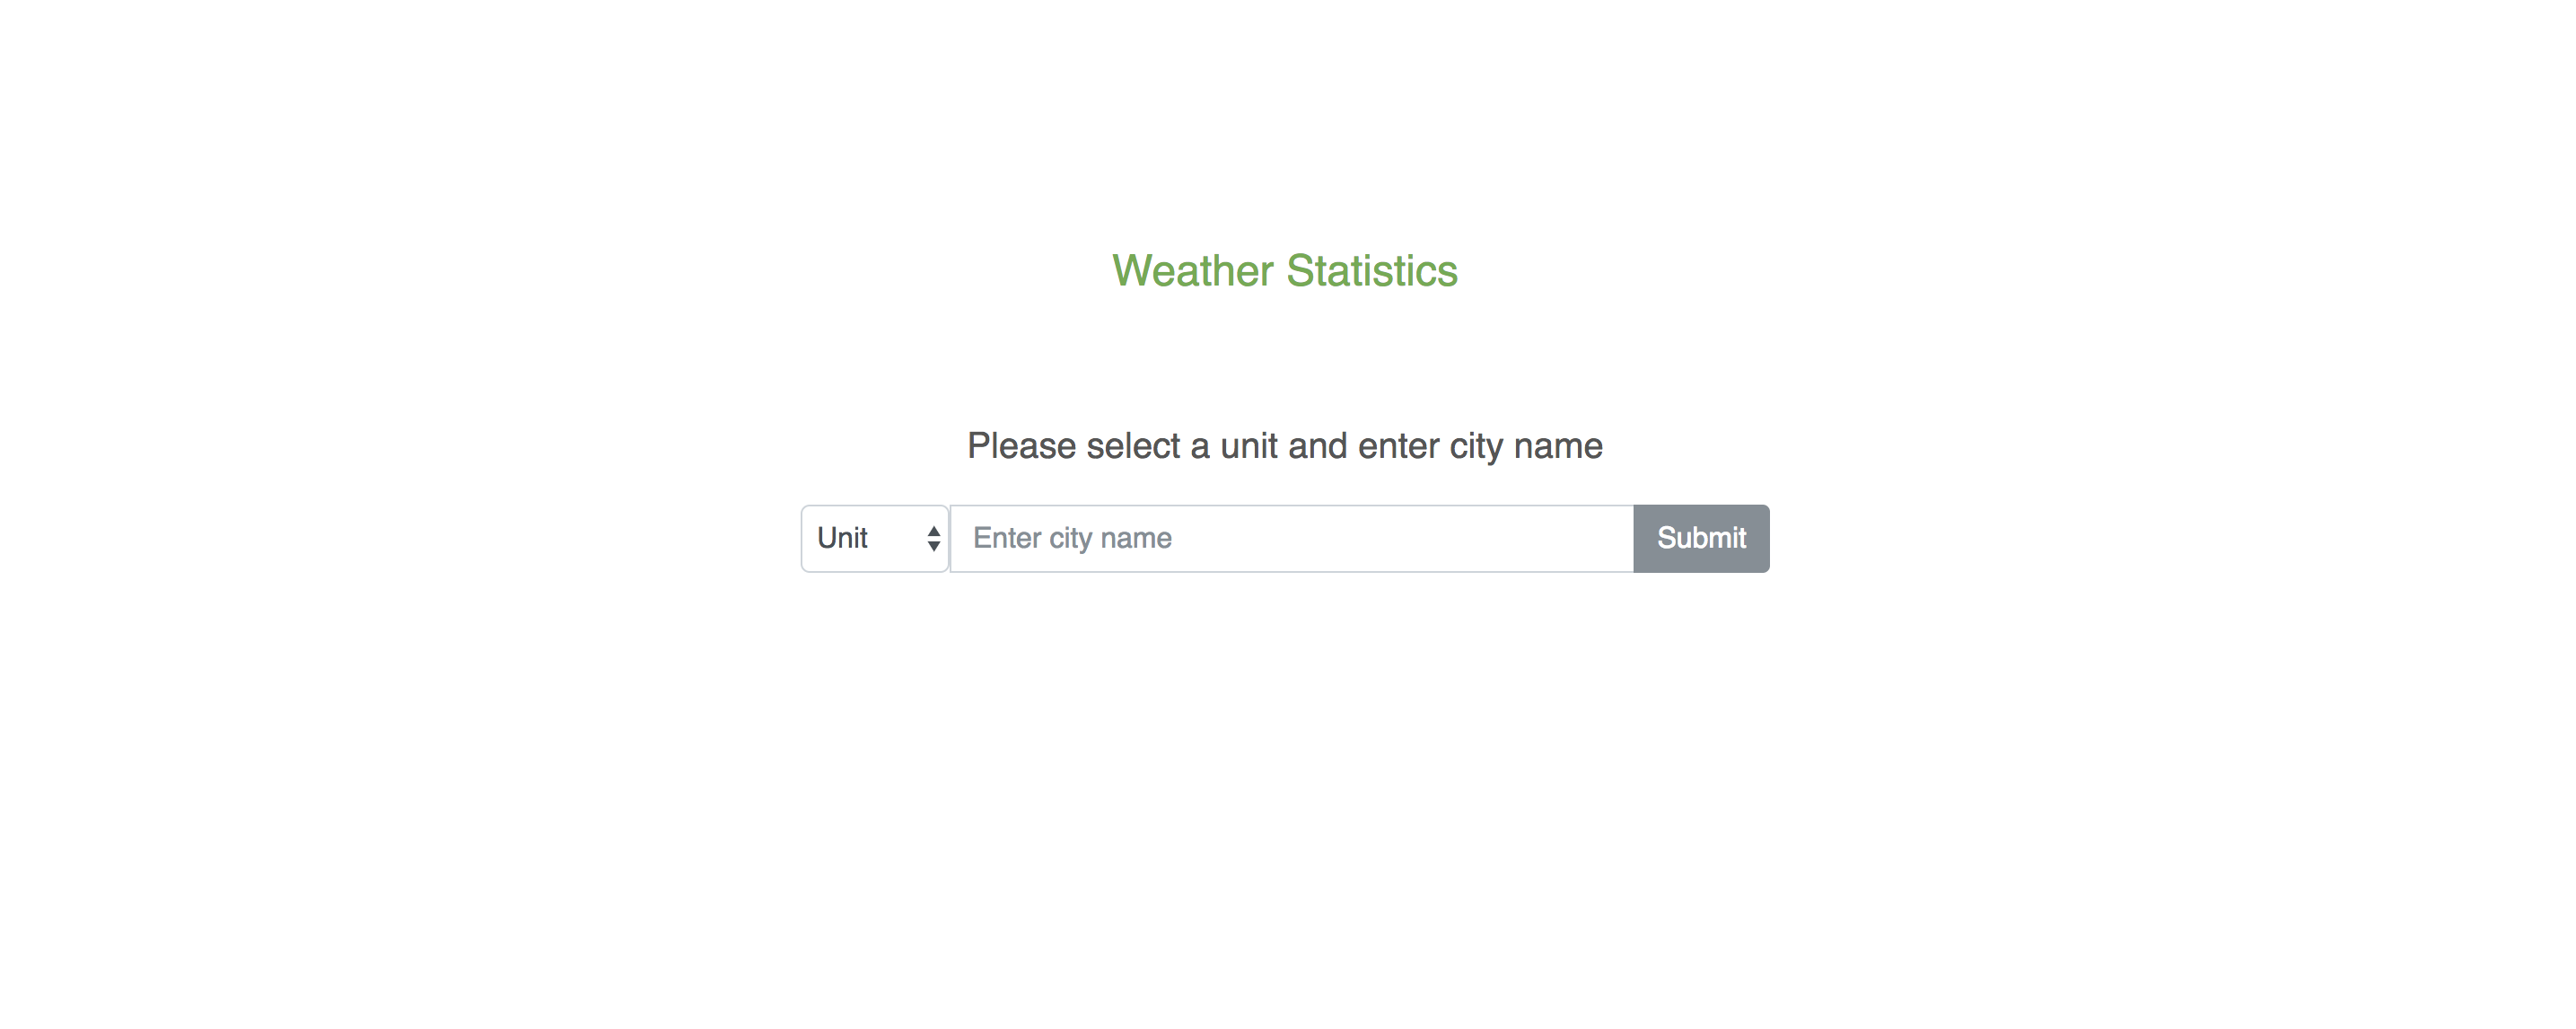 Weather Statistics
Please select a unit and enter city name
Unit Enter city name Submit